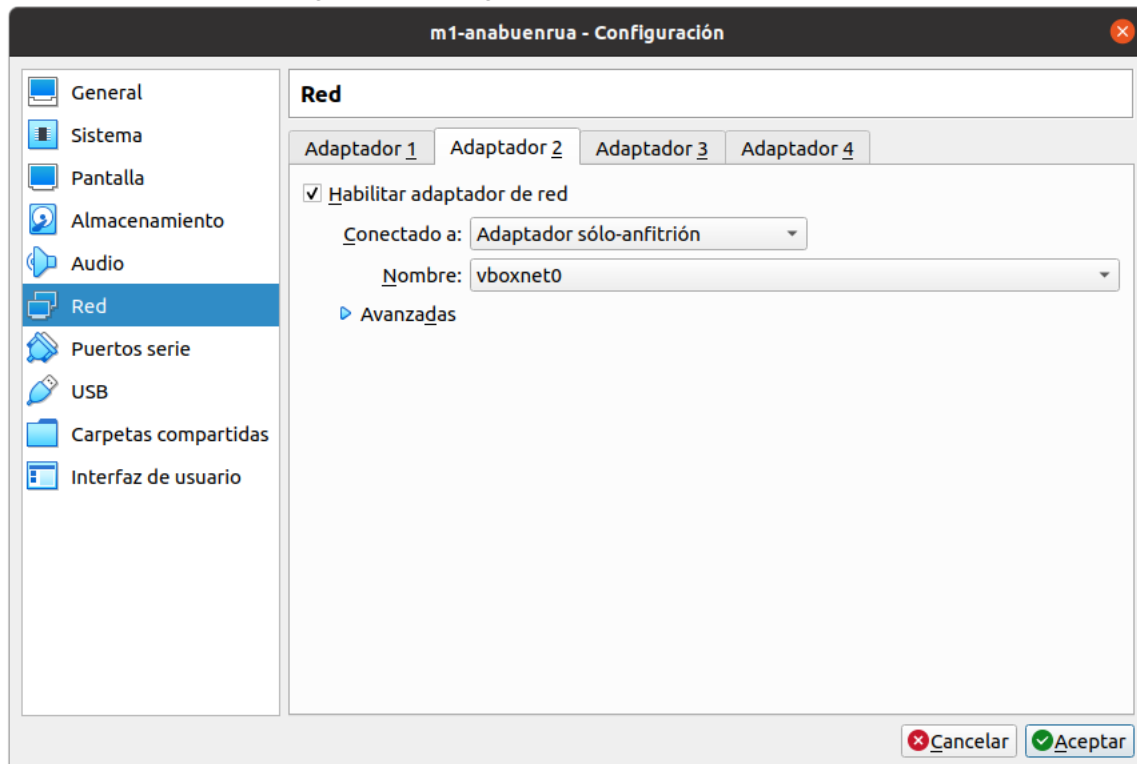 m1-anabuenrua - Configuración
General
Sistema
Pantalla
Almacenamiento
Audio
Red
Puertos serie
USB
Carpetas compartidas
Interfaz de usuario
Red
Adaptador 1 Adaptador 2 Adaptador 3 Adaptador 4
Habilitar adaptador de red
Conectado a: Adaptador sólo-anfitrión
Nombre: vboxnet0
Avanzadas
Cancelar Aceptar